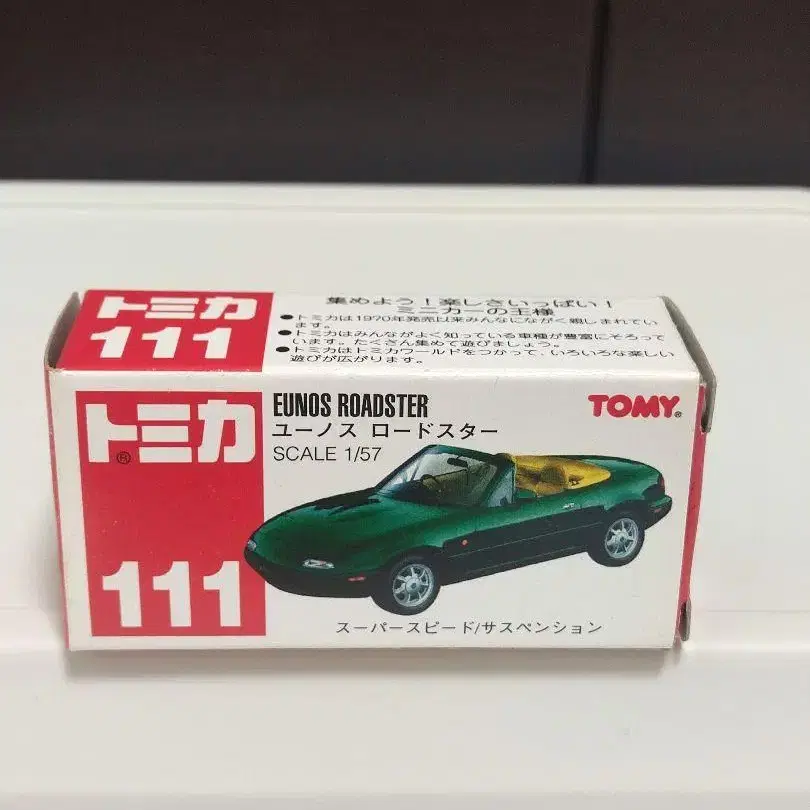 トミカ
111
集めよう！楽しさいっぱい！
ミニカーの王様
●トミカは1970年発売以来みんなにながく親しまれてい
ます。
●トミカはみんながよく知っている車種が豊富にそろって
います。たくさん集めて遊びましょう。
●トミカはトミカワールドをつかって、いろいろな楽しい
遊びが広がります。
トミカ®
111
EUNOS ROADSTER
ユーノス ロードスター
SCALE 1/57
TOMY®
スーパースピード/サスペンション